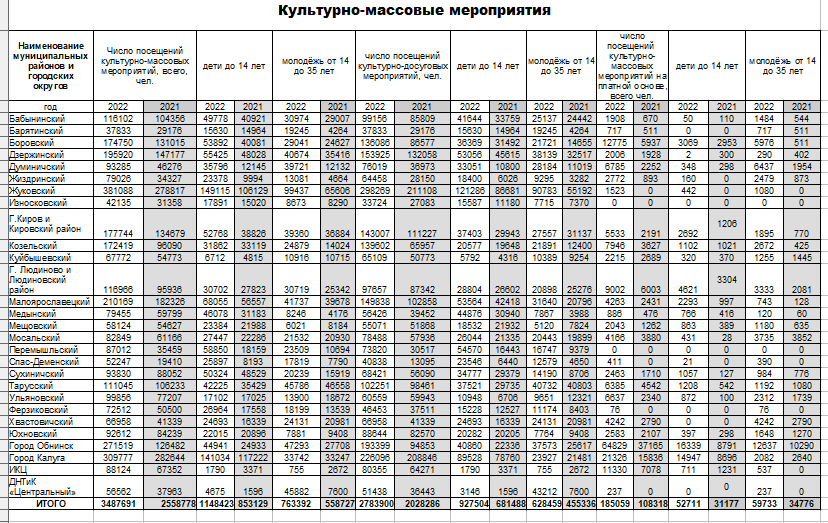 Культурно-массовые мероприятия
Наименование муниципальных районов и городских округов | Число посещений культурно-массовых мероприятий, всего, чел. | дети до 14 лет | молодёжь от 14 до 35 лет | число посещений культурно-досуговых мероприятий, чел. | дети до 14 лет | молодёжь от 14 до 35 лет | число посещений культурно-массовых мероприятий на платной основе, всего чел. | дети до 14 лет | молодёжь от 14 до 35 лет
год 2022 2021 2022 2021 2022 2021 2022 2021 2022 2021 2022 2021 2022 2021 2022 2021 2022 2021
Бабынинский 116102 104356 49778 40921 30974 29007 99156 85809 41644 33759 25137 24442 1908 670 50 110 1484 544
Барятинский 37833 29176 15630 14964 19245 4264 37833 29176 15630 14964 19245 4264 717 511 0 0 717 511
Боровский 174750 131015 53892 40081 29041 24627 136086 86577 36369 31492 21721 14655 12775 5937 3069 2953 5976 511
Дзержинский 195920 147177 55425 48028 40674 35416 153925 132058 53056 45615 38139 32517 2006 1928 2 300 290 402
Думиничский 93285 46276 35796 12145 39721 12132 76019 36973 33051 10800 28184 11019 6785 2252 348 298 6437 1954
Жиздринский 79026 34327 23378 9994 13081 4664 64458 28150 18400 6026 9295 3282 2772 893 160 0 2479 873
Жуковский 381088 278817 149115 106129 99437 65606 298269 211108 121286 86681 90783 55192 1523 0 442 0 1080 0
Износковский 42135 31358 17891 15020 8673 8290 33724 27083 15587 11180 7715 7370 0 0 0 0 0 0
Г.Киров и Кировский район 177744 134679 52768 38826 39360 36884 143007 111227 37403 29943 27557 31137 5533 2191 2692 1206 1895 770
Козельский 172419 96090 31862 33119 24879 14024 139602 65957 20577 19648 21891 12400 7946 3627 1102 1021 2672 425
Куйбышевский 67772 54773 6712 4815 10916 10715 65109 50773 5792 4316 10389 9254 2215 2689 320 370 1255 1445
Г. Людиново и Людиновский район 116966 95936 30702 27823 30719 25342 97657 87342 28804 26602 20898 25276 9002 6003 4621 3304 3333 2081
Малоярославецкий 210169 182326 68055 56557 41737 39678 149838 102858 53564 42418 31640 20796 4263 2431 2293 997 743 128
Медынский 79455 59799 46078 31183 8246 4176 56426 39452 44876 30940 7867 3988 886 476 766 416 120 60
Мещовский 58124 54627 23384 21988 6021 8184 55071 51868 18532 21932 5120 7824 2043 1262 863 389 1180 635
Мосальский 82849 61166 27447 22286 21532 20930 78488 57936 26044 21335 20443 19899 4166 3880 431 28 3735 3852
Перемышльский 87012 35459 58850 18159 23509 10694 73820 30517 54570 16443 16747 9379 0 0 0 0 0 0
Спас-Деменский 52247 19410 25897 8193 17819 7790 40838 13095 23546 6440 12579 4650 411 0 21 0 390 0
Сухиничский 93830 88052 50324 48529 20239 15919 68421 56090 34777 29379 14190 8706 2463 1710 1057 127 984 776
Тарусский 111045 106233 42225 35429 45786 46558 102251 98461 37521 29735 40732 40803 6385 4542 1208 542 1192 1080
Ульяновский 99856 77207 17102 17025 13900 18672 60559 59943 10948 6706 9651 12321 6637 2340 872 100 2312 1739
Ферзиковский 72512 50500 26964 17558 18199 13539 46453 37511 15228 12527 11174 8403 76 0 0 0 76 0
Хвастовичский 66958 41339 24693 16339 24131 20981 66958 41339 24693 16339 24131 20981 4242 2790 0 0 4242 2790
Юхновский 92612 84239 22015 20896 7881 9408 88644 82570 20282 20205 7764 9408 2583 2107 397 298 1648 1270
Город Обнинск 271519 126482 44941 24933 47293 27708 193399 94853 40860 22336 37573 25617 64829 37165 16339 8791 12637 10290
Город Калуга 309777 282644 141034 117222 33742 33247 226096 208846 89528 78760 23927 21481 21326 15836 14947 8696 2082 2640
ИКЦ 88124 67352 1790 3371 755 2672 80355 64271 1790 3371 755 2672 11330 7078 711 1231 537 0
ДНТиК «Центральный» 56562 37963 4675 1596 45882 7600 51438 36443 3146 1596 43212 7600 237 0 0 0 237 0
ИТОГО 3487691 2558778 1148423 853129 763392 558727 2783900 2028286 927504 681488 628459 455336 185059 108318 52711 31177 59733 34776